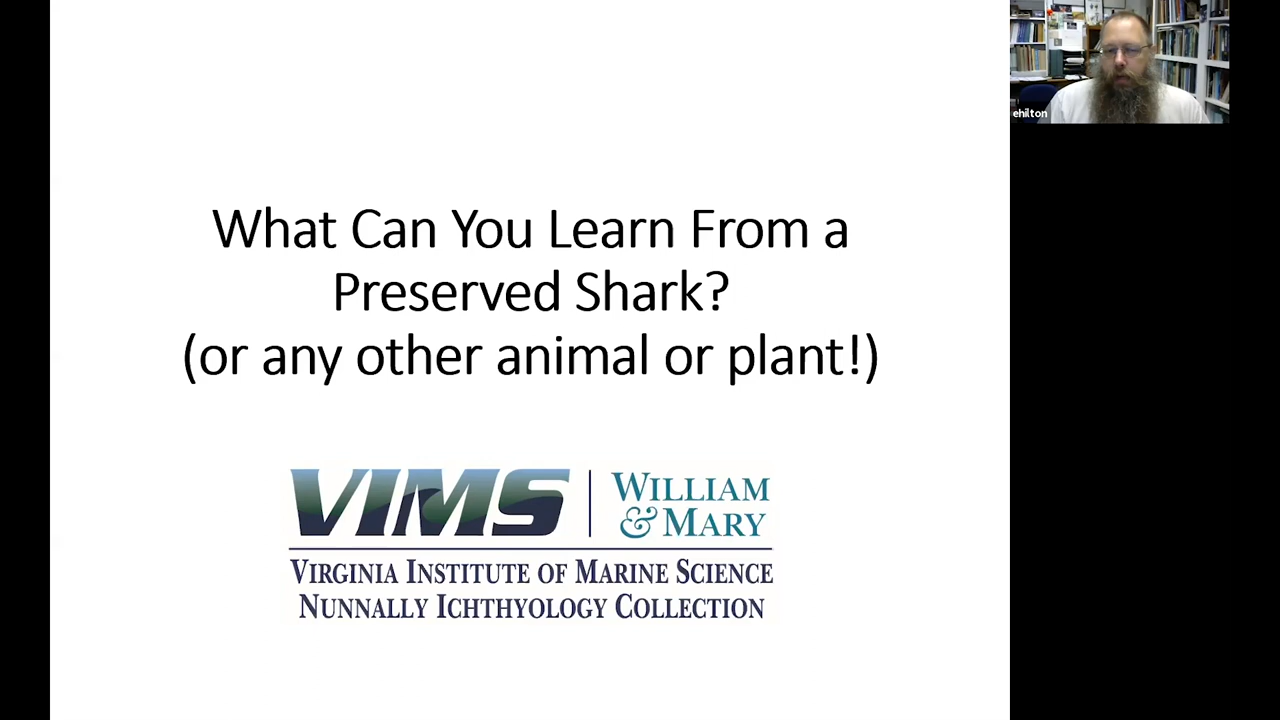 What Can You Learn From a
Preserved Shark?
(or any other animal or plant!)
VIMS
WILLIAM
& MARY
VIRGINIA INSTITUTE OF MARINE SCIENCE
NUNNALLY ICHTHYOLOGY COLLECTION
ehilton